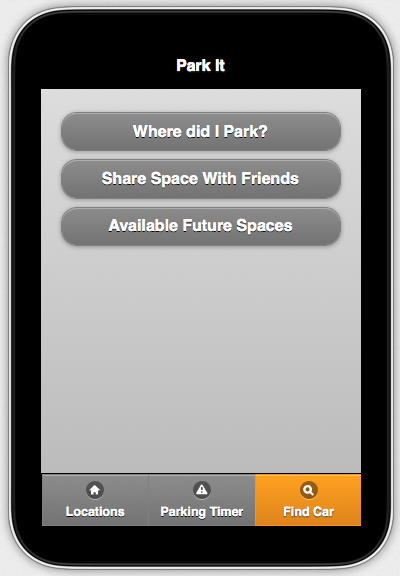 Park It
Where did I Park?
Share Space With Friends
Available Future Spaces
Locations
Parking Timer
Find Car